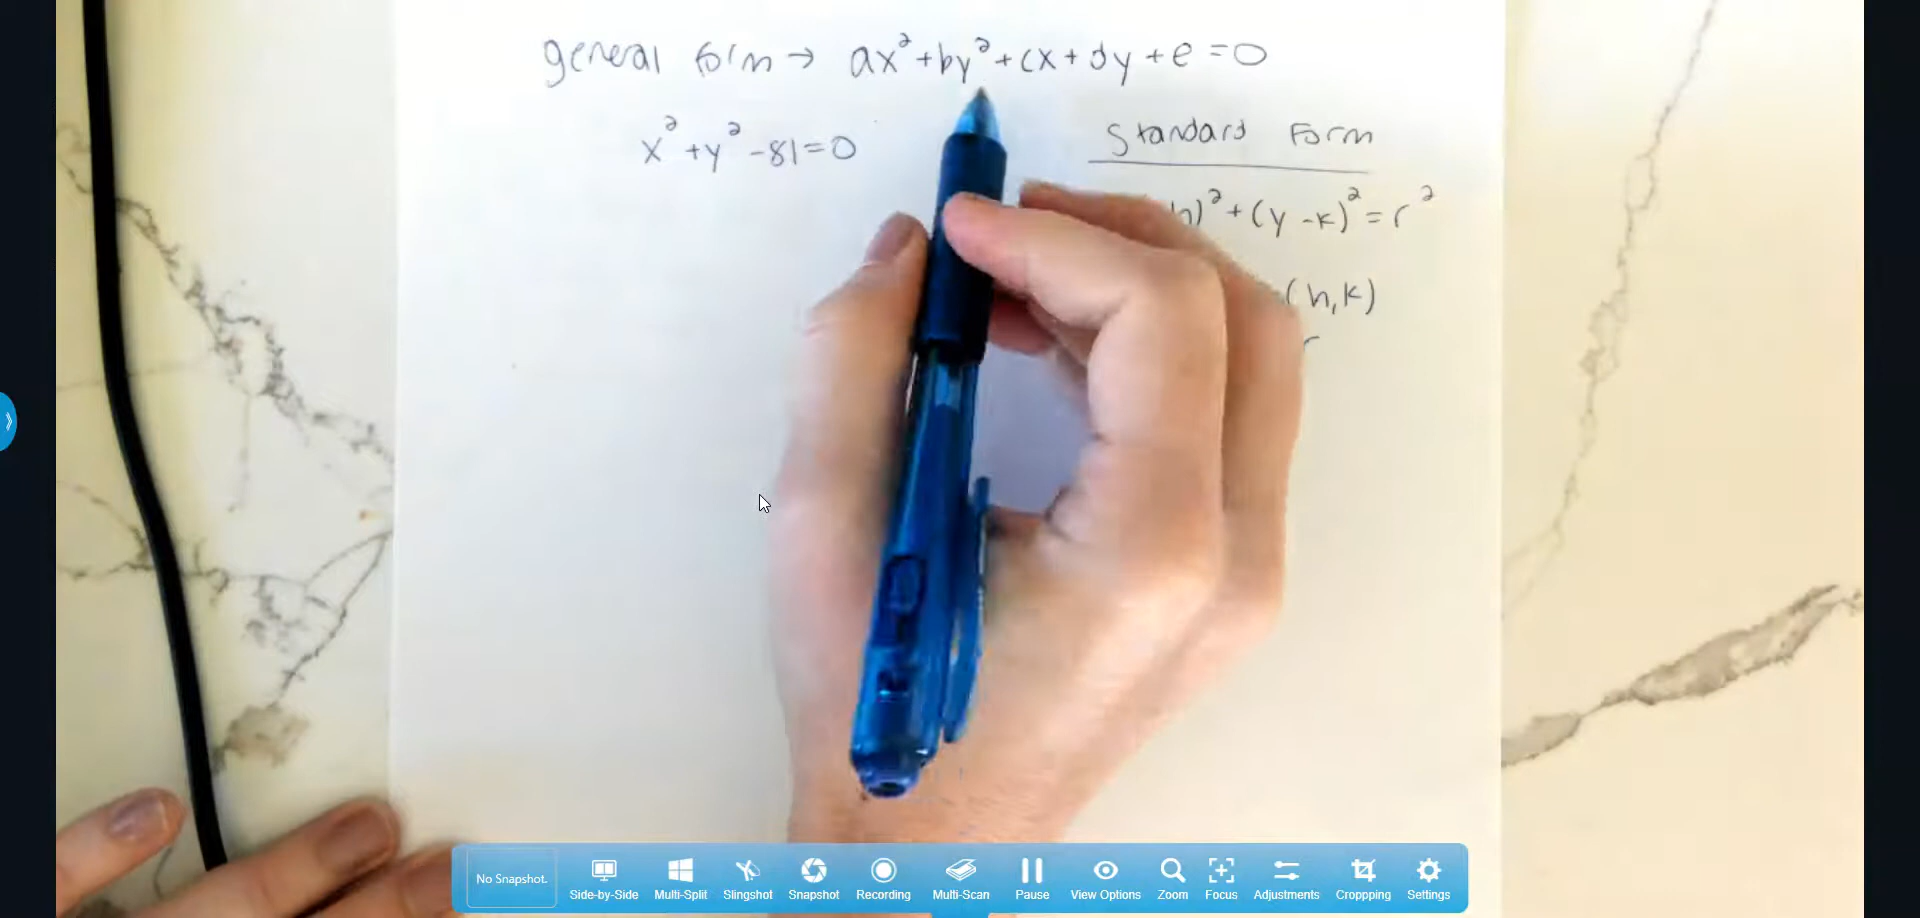 general form → ax²+by²+cx+dy+e=0
x²+y²-81=0
Standard Form
h)²+(y-k)²=r²
(h,k)
r
No Snapshot.
Side-by-Side Multi-Split Slingshot Snapshot Recording Multi-Scan Pause View Options Zoom Focus Adjustments Croppping Settings